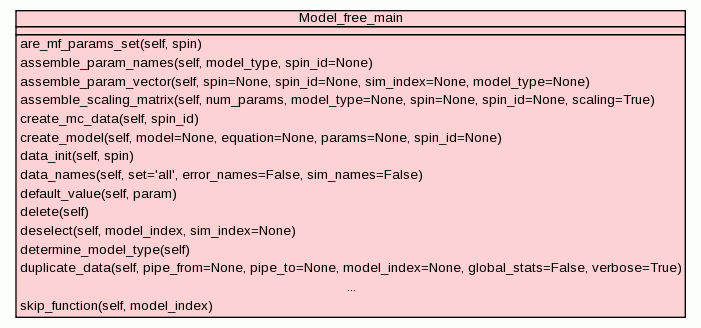 Model_free_main
are_mf_params_set(self, spin)
assemble_param_names(self, model_type, spin_id=None)
assemble_param_vector(self, spin=None, spin_id=None, sim_index=None, model_type=None)
assemble_scaling_matrix(self, num_params, model_type=None, spin=None, spin_id=None, scaling=True)
create_mc_data(self, spin_id)
create_model(self, model=None, equation=None, params=None, spin_id=None)
data_init(self, spin)
data_names(self, set='all', error_names=False, sim_names=False)
default_value(self, param)
delete(self)
deselect(self, model_index, sim_index=None)
determine_model_type(self)
duplicate_data(self, pipe_from=None, pipe_to=None, model_index=None, global_stats=False, verbose=True)
...
skip_function(self, model_index)